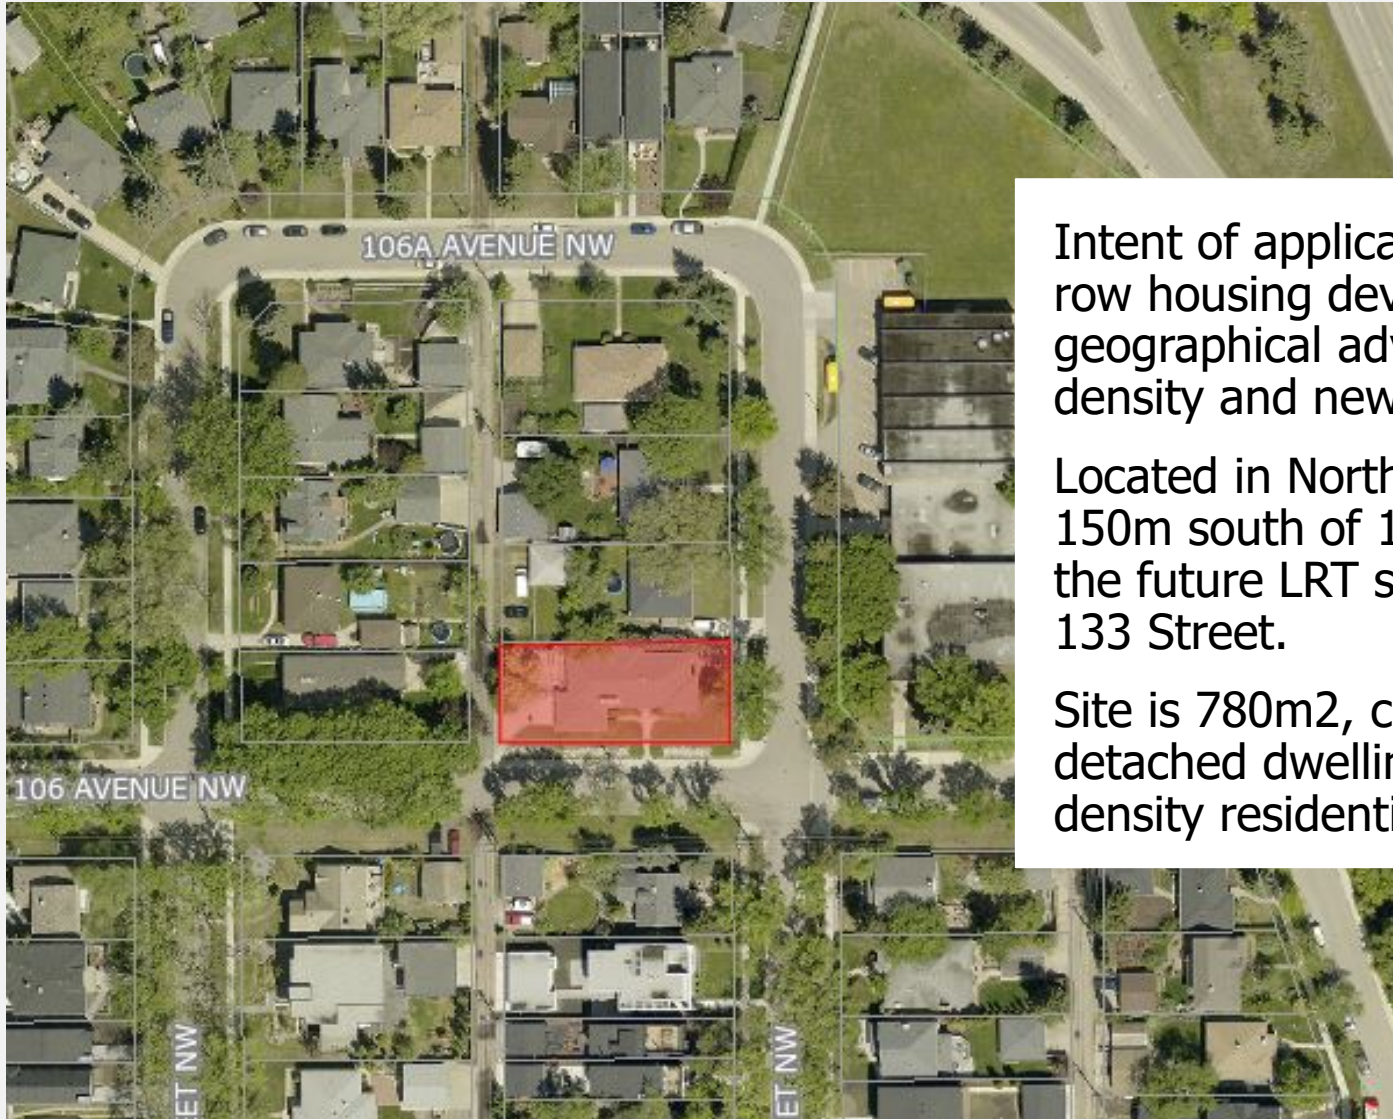 106A AVENUE NW
Intent of applica
row housing dev
geographical adv
density and new
Located in North
150m south of 1
the future LRT s
133 Street.
Site is 780m2, c
detached dwellin
density residenti
106 AVENUE NW
ET NW
ET NW